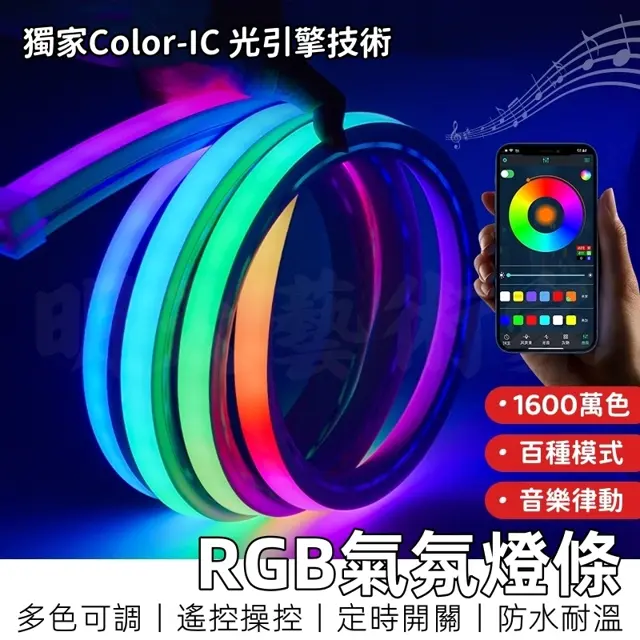 獨家Color-IC 光引擎技術
•1600萬色
•百種模式
•音樂律動
RGB氣氛燈條
多色可調｜遙控操控｜定時開關｜防水耐溫